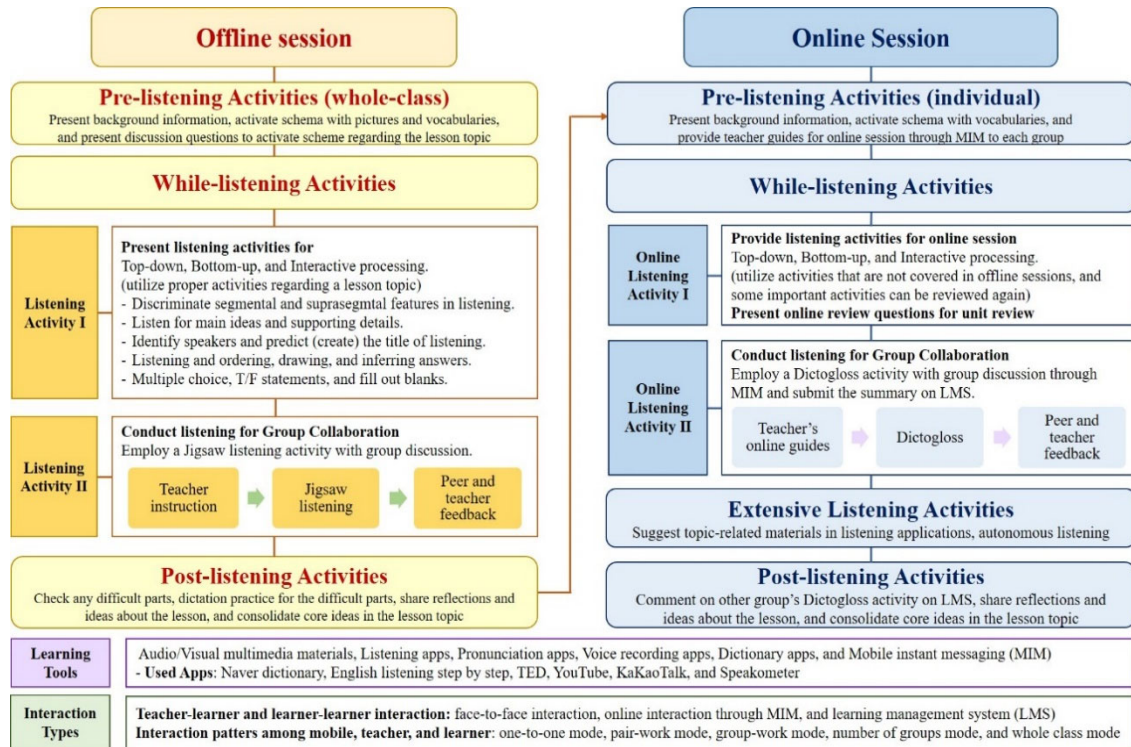 Offline session
Pre-listening Activities (whole-class)
Present background information, activate schema with pictures and vocabularies,
and present discussion questions to activate scheme regarding the lesson topic
While-listening Activities
Listening
Activity I
Present listening activities for
Top-down, Bottom-up, and Interactive processing.
(utilize proper activities regarding a lesson topic)
- Discriminate segmental and suprasegmtal features in listening.
- Listen for main ideas and supporting details.
- Identify speakers and predict (create) the title of listening.
- Listening and ordering, drawing, and inferring answers.
- Multiple choice, T/F statements, and fill out blanks.
Listening
Activity II
Conduct listening for Group Collaboration
Employ a Jigsaw listening activity with group discussion.
Teacher
instruction
Jigsaw
listening
Peer and
teacher
feedback
Post-listening Activities
Check any difficult parts, dictation practice for the difficult parts, share reflections and
ideas about the lesson, and consolidate core ideas in the lesson topic
Online Session
Pre-listening Activities (individual)
Present background information, activate schema with vocabularies, and
provide teacher guides for online session through MIM to each group
While-listening Activities
Online
Listening
Activity I
Provide listening activities for online session
Top-down, Bottom-up, and Interactive processing.
(utilize activities that are not covered in offline sessions, and
some important activities can be reviewed again)
Present online review questions for unit review
Online
Listening
Activity II
Conduct listening for Group Collaboration
Employ a Dictogloss activity with group discussion through
MIM and submit the summary on LMS.
Teacher's
online guides
Dictogloss
Peer and
teacher
feedback
Extensive Listening Activities
Suggest topic-related materials in listening applications, autonomous listening
Post-listening Activities
Comment on other group's Dictogloss activity on LMS, share reflections and
ideas about the lesson, and consolidate core ideas in the lesson topic
Learning
Tools
Audio/Visual multimedia materials, Listening apps, Pronunciation apps, Voice recording apps, Dictionary apps, and Mobile instant messaging (MIM)
- Used Apps: Naver dictionary, English listening step by step, TED, YouTube, KaKaoTalk, and Speakometer
Interaction
Types
Teacher-learner and learner-learner interaction: face-to-face interaction, online interaction through MIM, and learning management system (LMS)
Interaction patters among mobile, teacher, and learner: one-to-one mode, pair-work mode, group-work mode, number of groups mode, and whole class mode